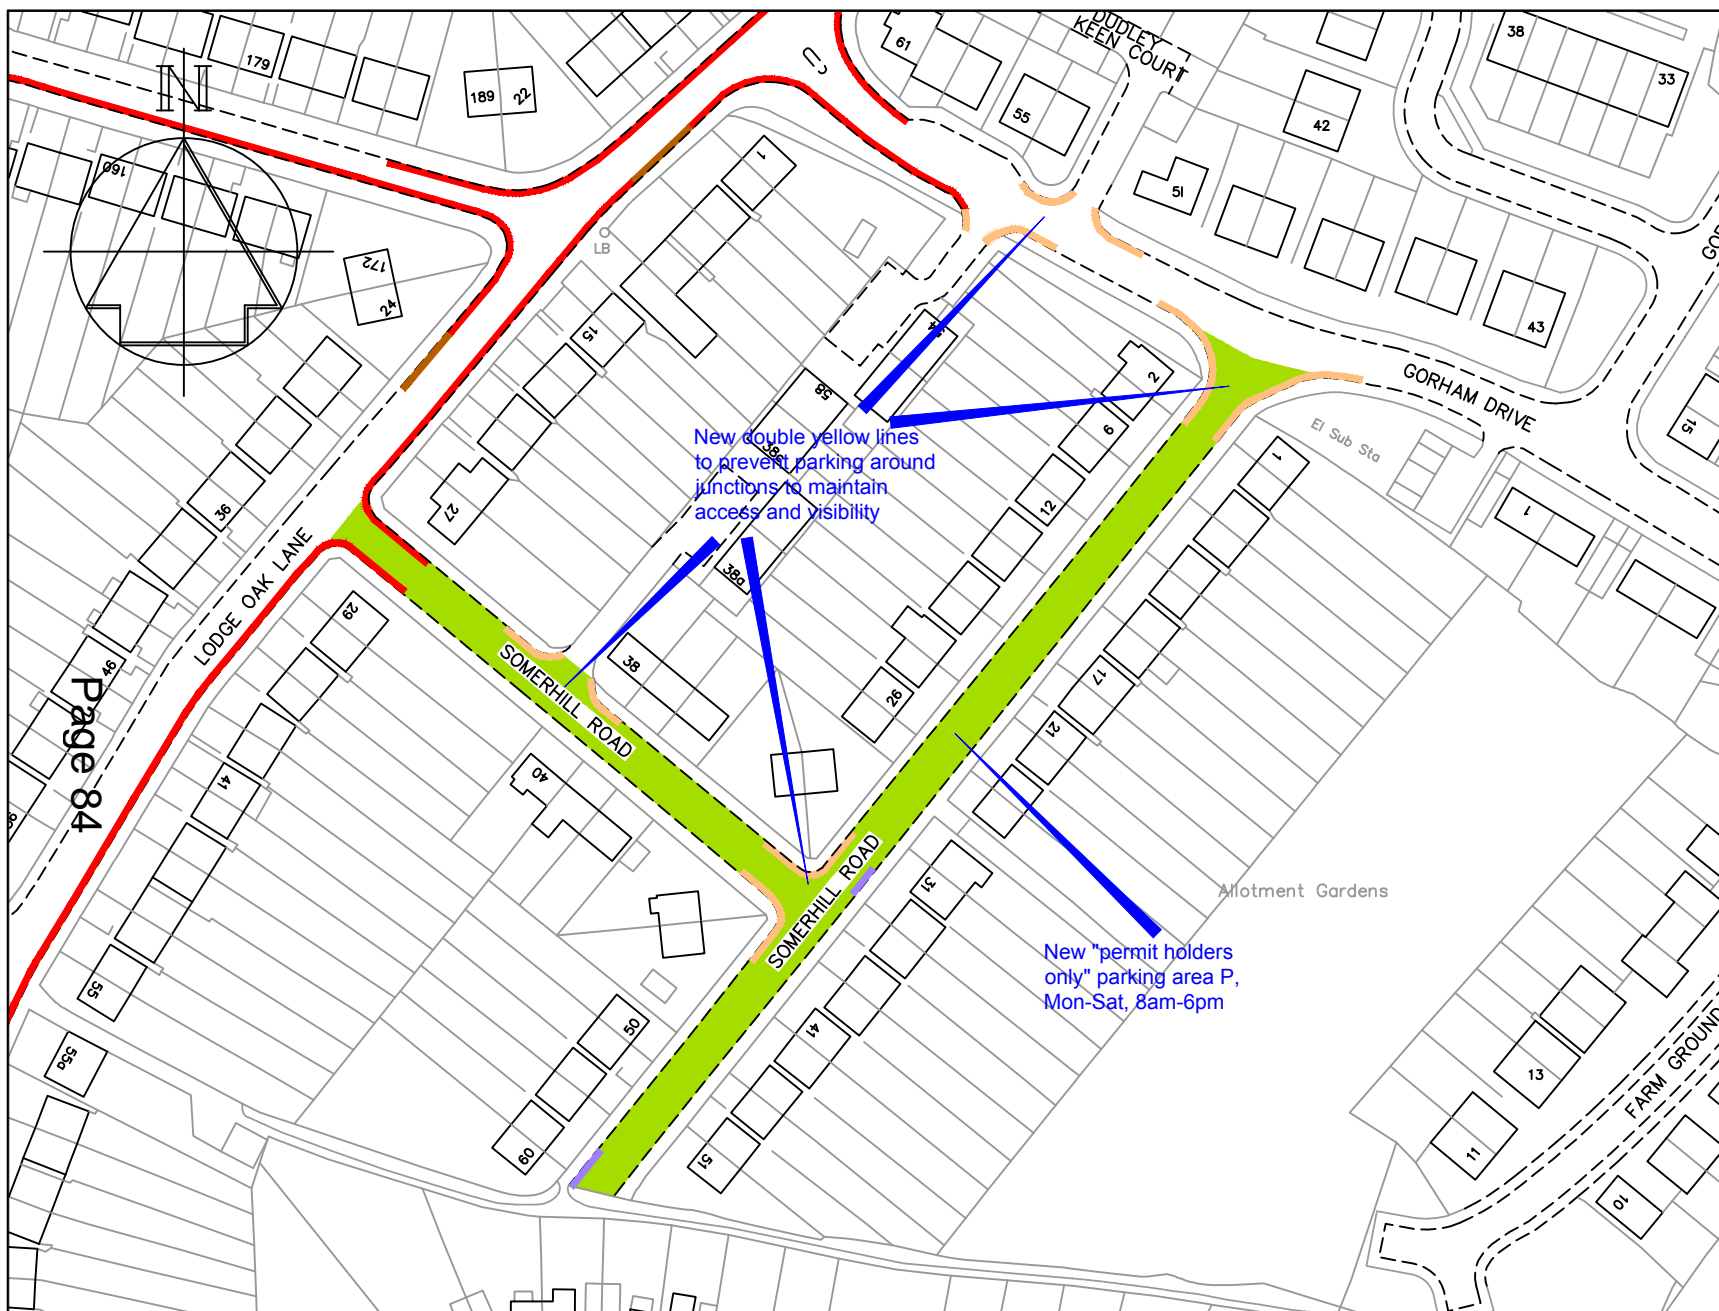 DUDLEY
KEEN COURT
61
38
179
33
189
22
55
42
N
1
160
51
LB
172
24
43
15
14
GORHAM DRIVE
58
2
15
El Sub Sta
6
New double yellow lines
to prevent parking around
junctions to maintain
access and visibility
1
12
27
36
1
LODGE OAK LANE
38a
29
46
SOMERHILL ROAD
38
17
26
21
Page 84
40
41
SOMERHILL ROAD
31
Allotment Gardens
New "permit holders
only" parking area P,
Mon-Sat, 8am-6pm
55
50
41
55a
13
FARM GROUND
60
51
11
10